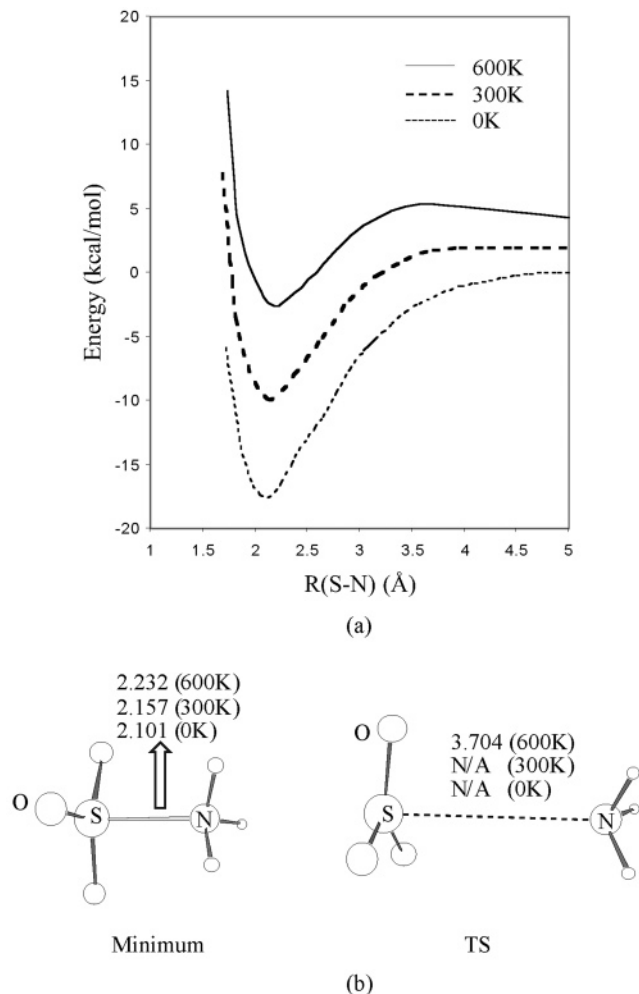 20
15
10
5
0
-5
-10
-15
-20
Energy (kcal/mol)
600K
300K
0K
1 1.5 2 2.5 3 3.5 4 4.5 5
R(S-N) (Å)
(a)
2.232 (600K)
2.157 (300K)
2.101 (0K)
O
S
N
Minimum
O
3.704 (600K)
N/A (300K)
N/A (0K)
S
N
TS
(b)